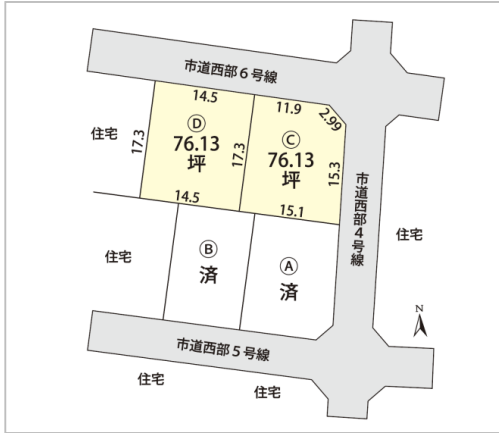 市道西部6号線
14.5
11.9
2.99
住宅
17.3
Ⓓ
76.13
坪
17.3
Ⓒ
76.13
坪
15.3
市道西部4号線
14.5
15.1
住宅
住宅
Ⓑ
済
Ⓐ
済
N
市道西部5号線
住宅
住宅